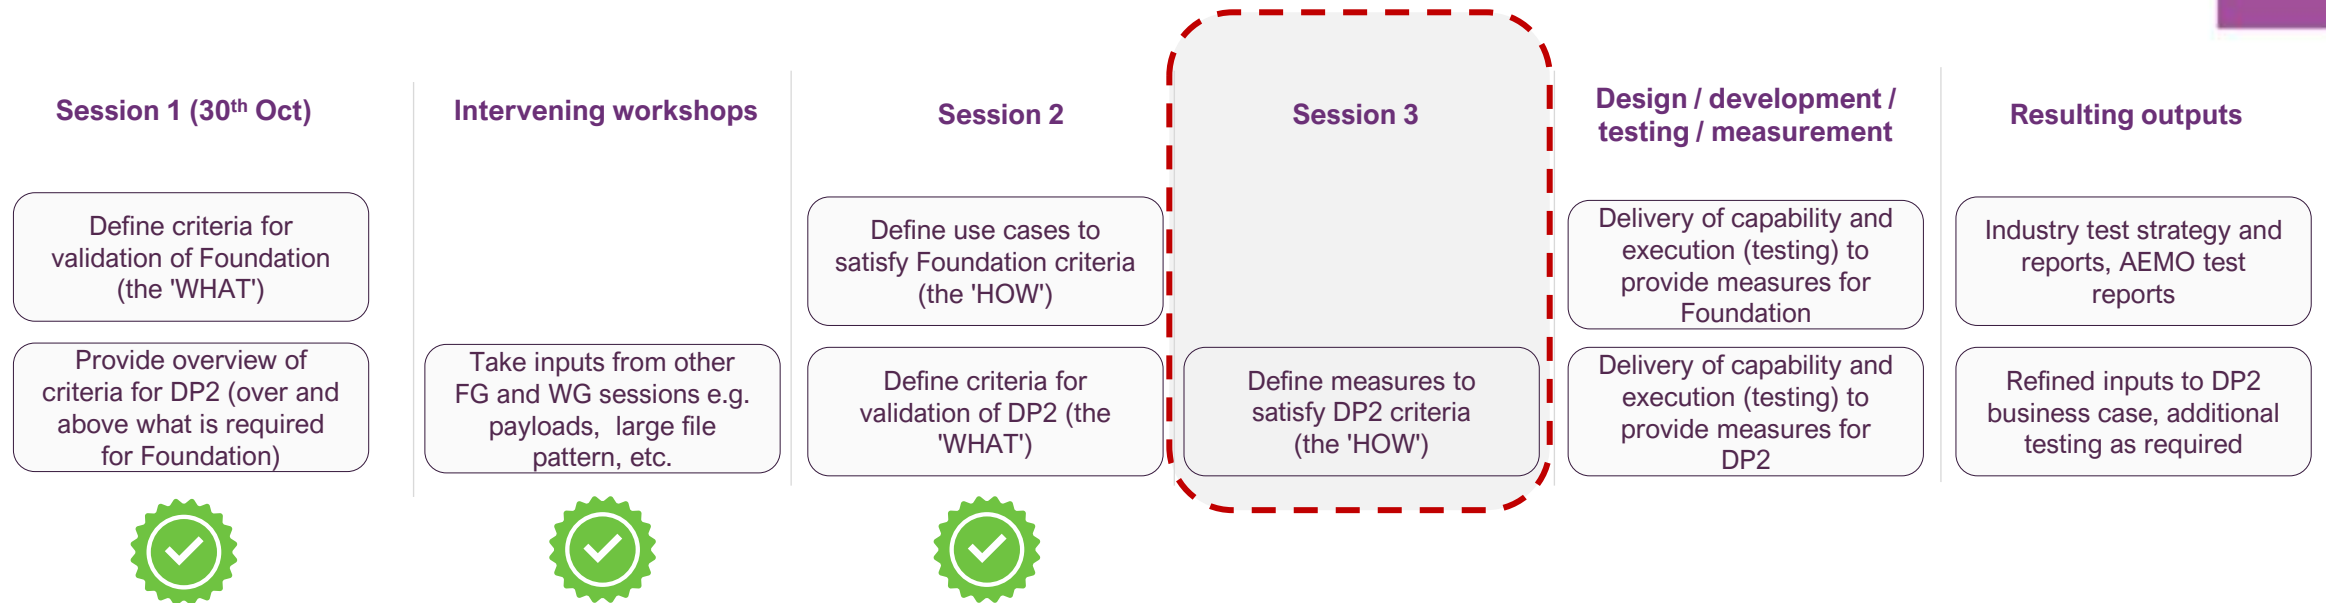 Session 1 (30th Oct)
Define criteria for
validation of Foundation
(the 'WHAT')
Provide overview of
criteria for DP2 (over and
above what is required
for Foundation)
Intervening workshops
Take inputs from other
FG and WG sessions e.g.
payloads, large file
pattern, etc.
Session 2
Define use cases to
satisfy Foundation criteria
(the 'HOW')
Define criteria for
validation of DP2 (the
'WHAT')
Session 3
Define measures to
satisfy DP2 criteria
(the 'HOW')
Design / development /
testing / measurement
Delivery of capability and
execution (testing) to
provide measures for
Foundation
Delivery of capability and
execution (testing) to
provide measures for
DP2
Resulting outputs
Industry test strategy and
reports, AEMO test
reports
Refined inputs to DP2
business case, additional
testing as required